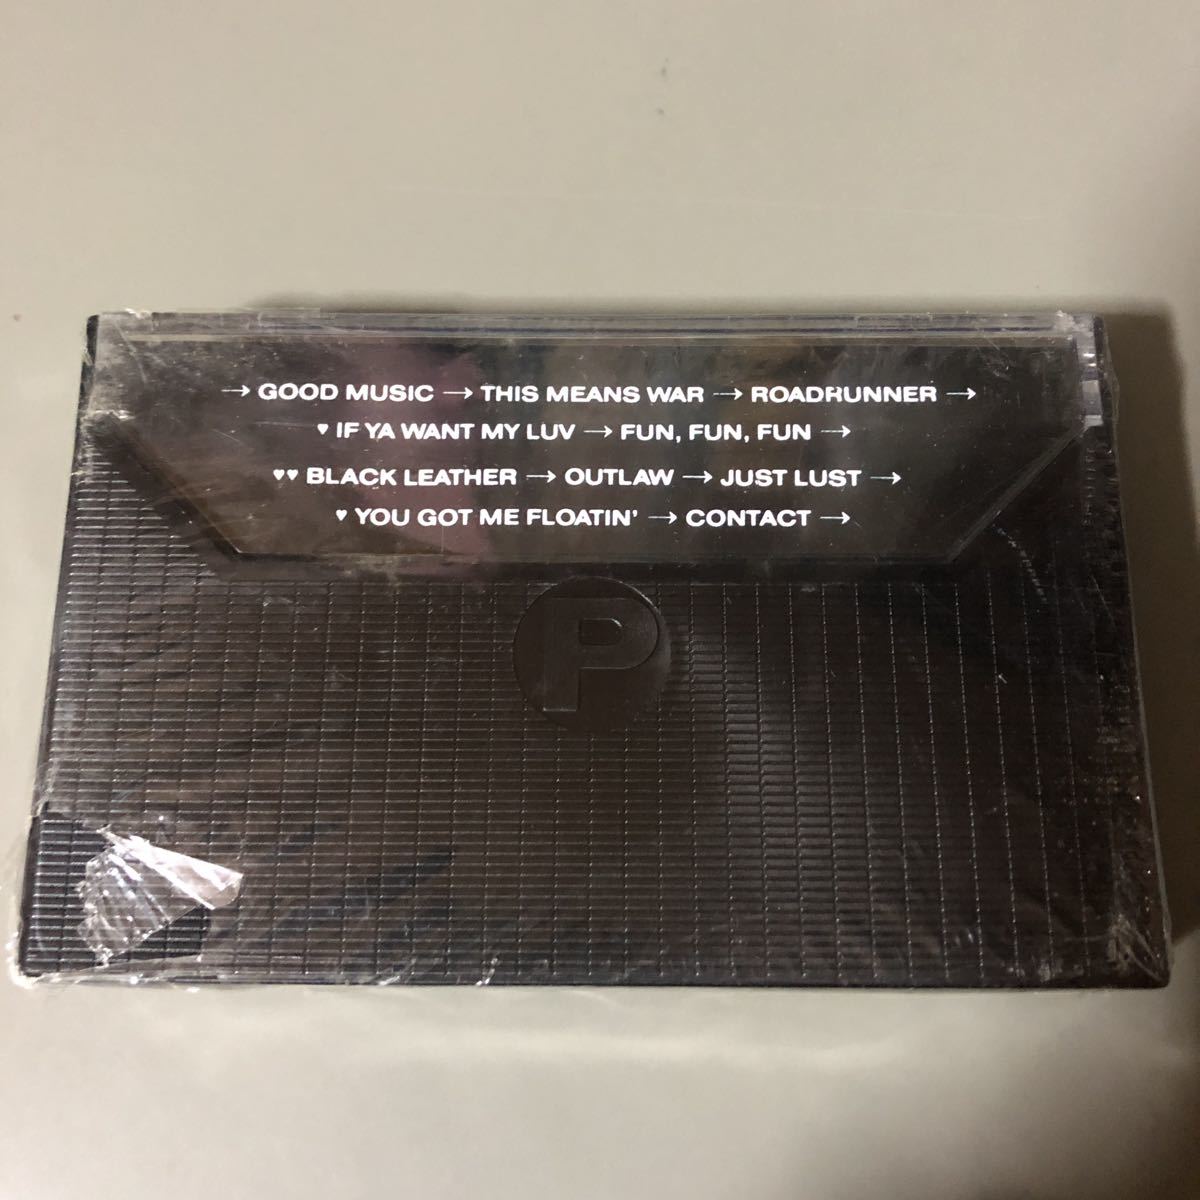 → GOOD MUSIC → THIS MEANS WAR → ROADRUNNER →
♥ IF YA WANT MY LUV → FUN, FUN, FUN →
♥♥ BLACK LEATHER → OUTLAW → JUST LUST →
♥ YOU GOT ME FLOATIN' → CONTACT →
P